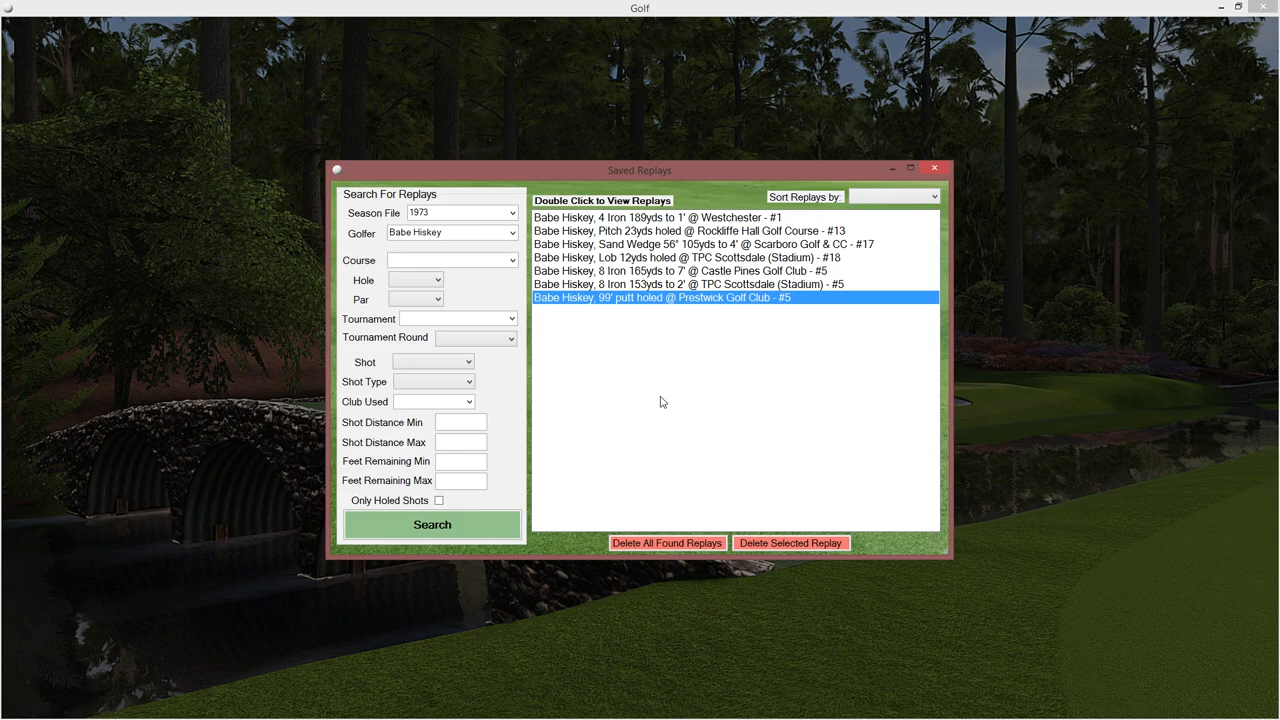 Golf
Saved Replays
Search For Replays
Season File 1973
Golfer Babe Hiskey
Course
Hole
Par
Tournament
Tournament Round
Shot
Shot Type
Club Used
Shot Distance Min
Shot Distance Max
Feet Remaining Min
Feet Remaining Max
Only Holed Shots
Search
Double Click to View Replays
Sort Replays by:
Babe Hiskey, 4 Iron 189yds to 1' @ Westchester - #1
Babe Hiskey, Pitch 23yds holed @ Rockliffe Hall Golf Course - #13
Babe Hiskey, Sand Wedge 56° 105yds to 4' @ Scarboro Golf & CC - #17
Babe Hiskey, Lob 12yds holed @ TPC Scottsdale (Stadium) - #18
Babe Hiskey, 8 Iron 165yds to 7' @ Castle Pines Golf Club - #5
Babe Hiskey, 8 Iron 153yds to 2' @ TPC Scottsdale (Stadium) - #5
Babe Hiskey, 99' putt holed @ Prestwick Golf Club - #5
Delete All Found Replays
Delete Selected Replay